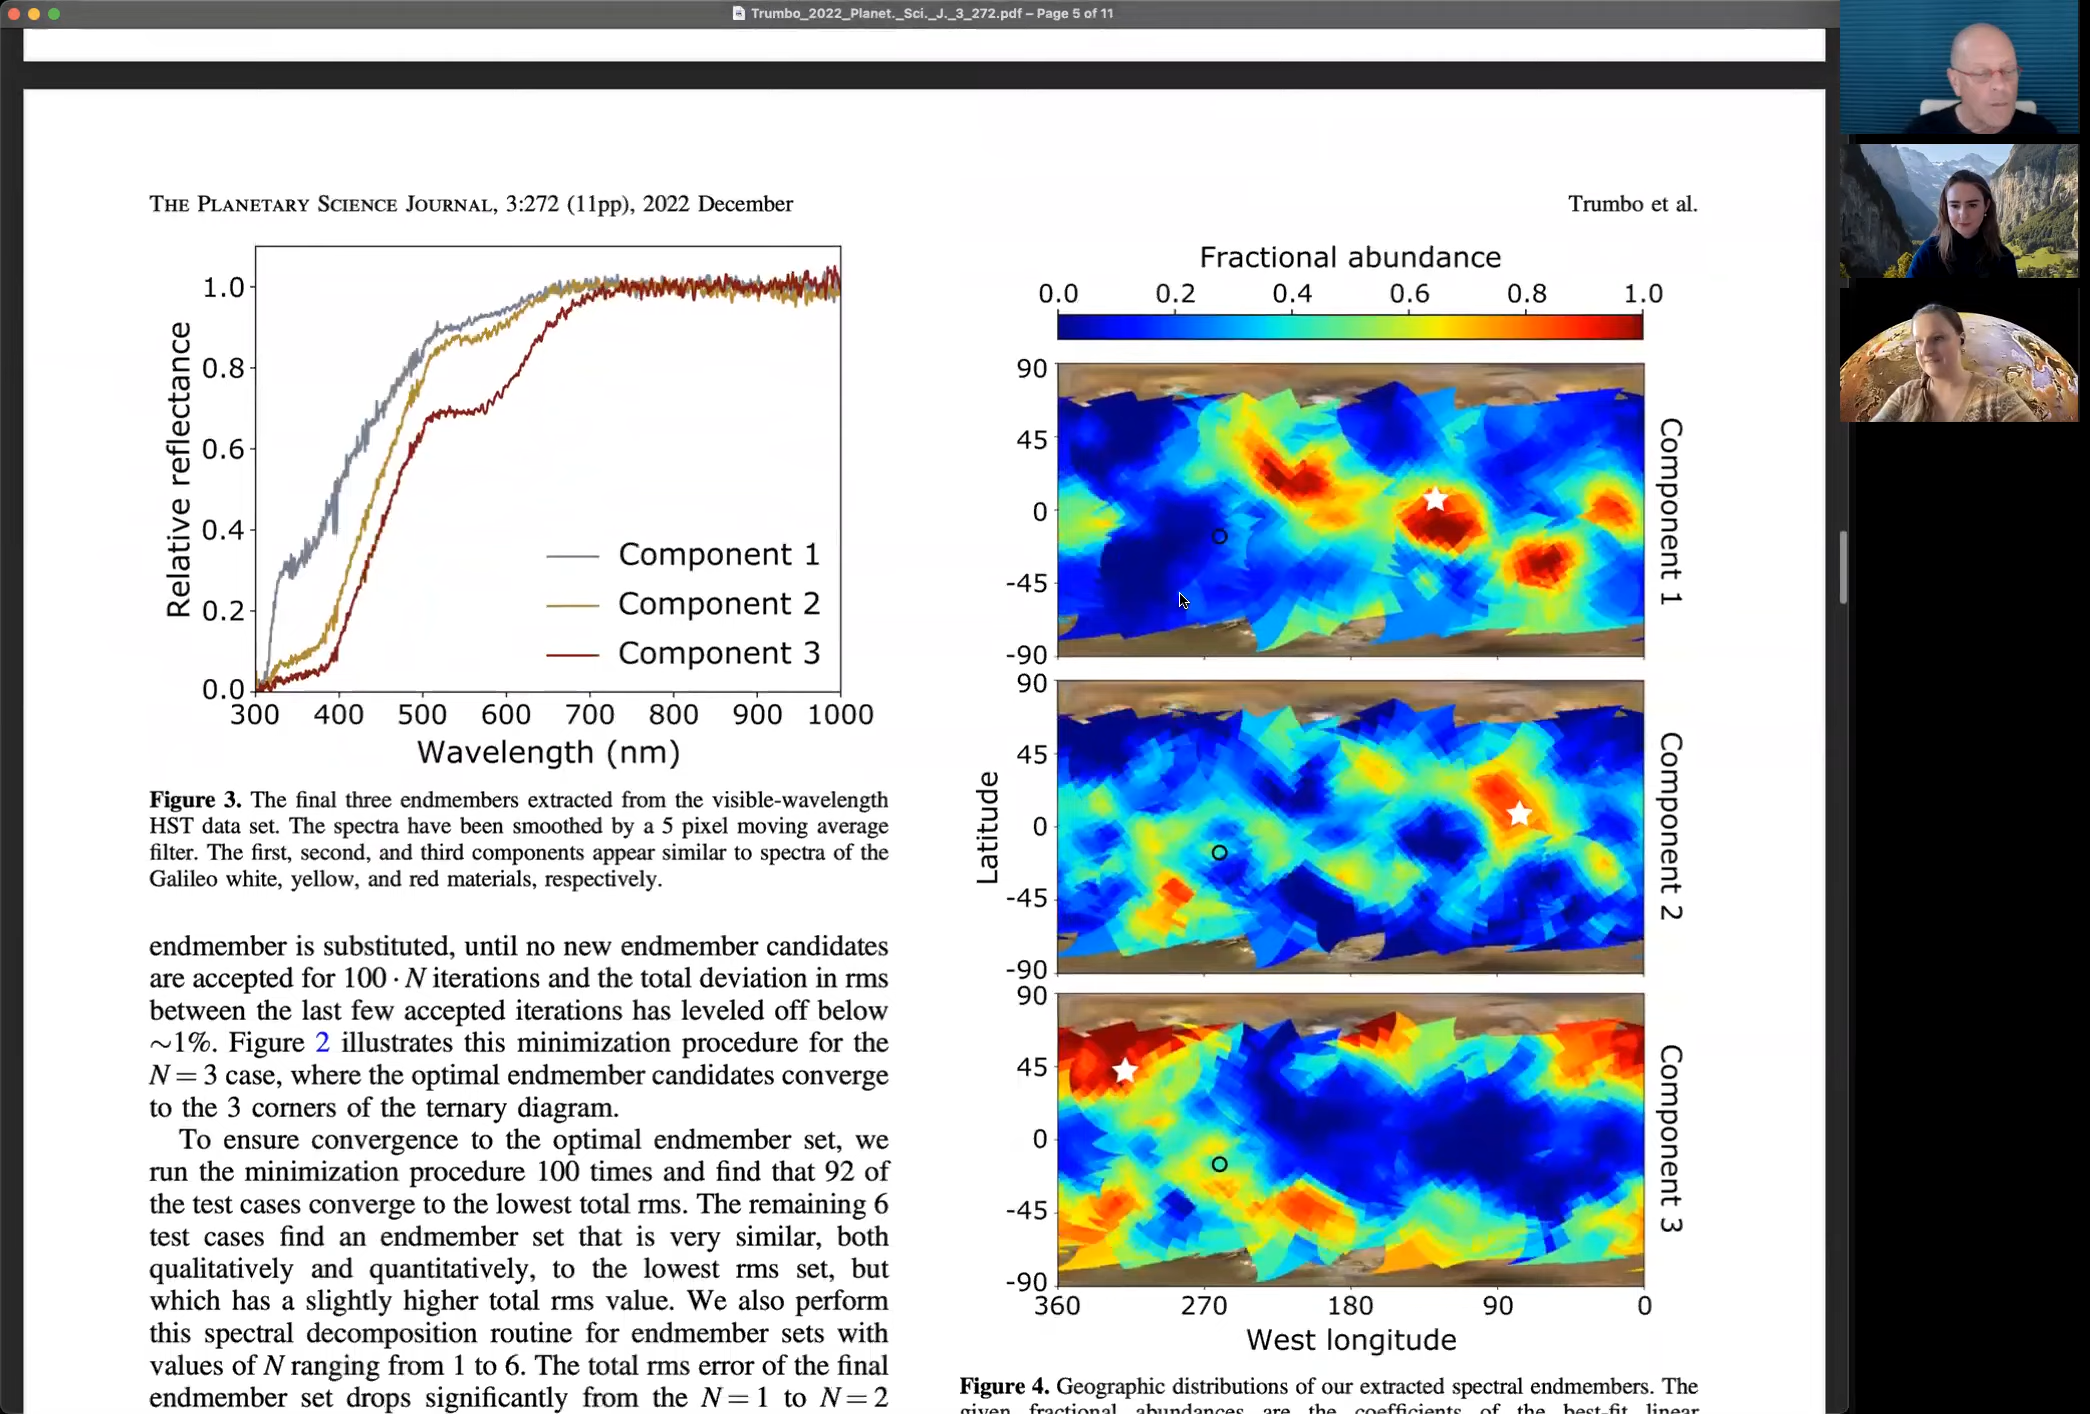 Trumbo_2022_Planet._Sci._J._3_272.pdf – Page 5 of 11
THE PLANETARY SCIENCE JOURNAL, 3:272 (11pp), 2022 December
Trumbo et al.
Relative reflectance
1.0
0.8
0.6
0.4
0.2
0.0
Component 1
Component 2
Component 3
300 400 500 600 700 800 900 1000
Wavelength (nm)
Figure 3. The final three endmembers extracted from the visible-wavelength
HST data set. The spectra have been smoothed by a 5 pixel moving average
filter. The first, second, and third components appear similar to spectra of the
Galileo white, yellow, and red materials, respectively.
endmember is substituted, until no new endmember candidates
are accepted for 100 · N iterations and the total deviation in rms
between the last few accepted iterations has leveled off below
~1%. Figure 2 illustrates this minimization procedure for the
N = 3 case, where the optimal endmember candidates converge
to the 3 corners of the ternary diagram.
To ensure convergence to the optimal endmember set, we
run the minimization procedure 100 times and find that 92 of
the test cases converge to the lowest total rms. The remaining 6
test cases find an endmember set that is very similar, both
qualitatively and quantitatively, to the lowest rms set, but
which has a slightly higher total rms value. We also perform
this spectral decomposition routine for endmember sets with
values of N ranging from 1 to 6. The total rms error of the final
endmember set drops significantly from the N = 1 to N = 2
Fractional abundance
0.0 0.2 0.4 0.6 0.8 1.0
90
45
0
-45
-90
Component 1
90
45
0
-45
-90
Component 2
Latitude
90
45
0
-45
-90
Component 3
360 270 180 90 0
West longitude
Figure 4. Geographic distributions of our extracted spectral endmembers. The
given fractional abundances are the coefficients of the best-fit linear